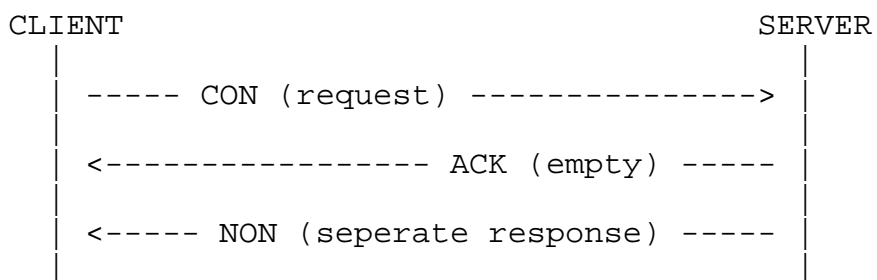 CLIENT SERVER
----- CON (request) --------------->
<----------------- ACK (empty) -----
<----- NON (seperate response) -----